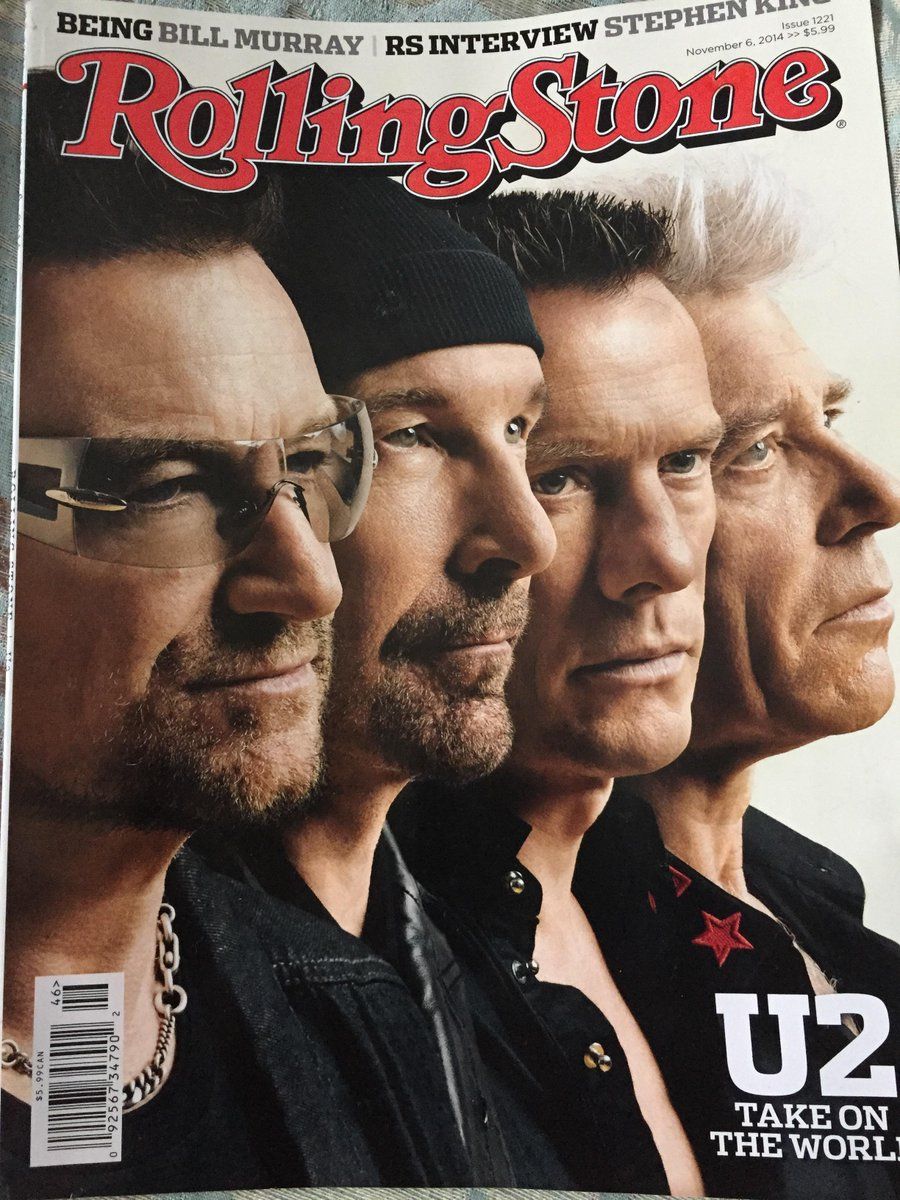 BEING BILL MURRAY | RS INTERVIEW STEPHEN KING
Issue 1221
November 6, 2014 >> $5.99
RollingStone®
46>
$5.99CAN
0 92567 34790 2
U2
TAKE ON
THE WORLD